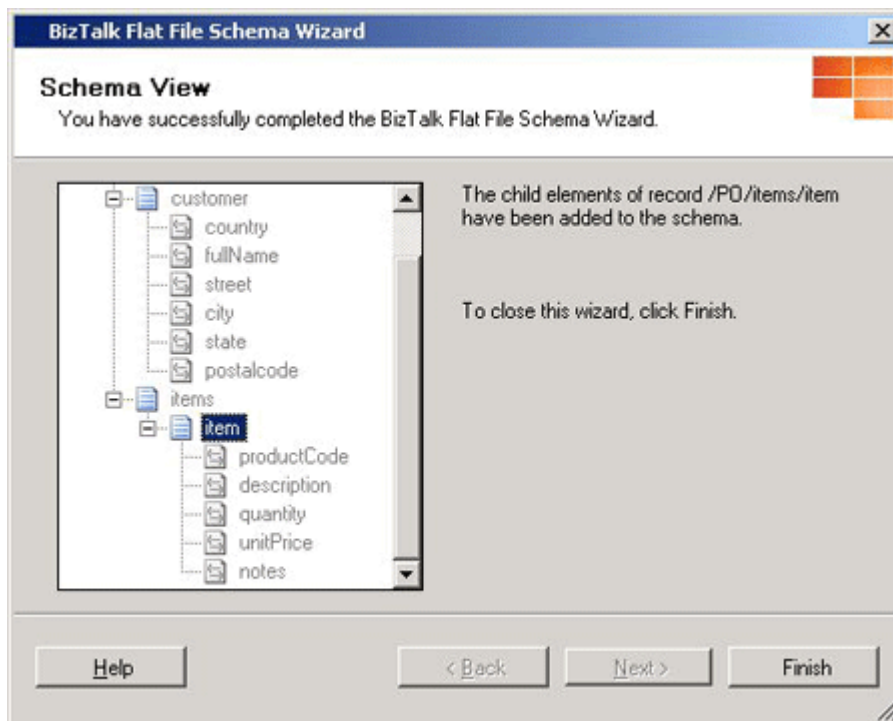 BizTalk Flat File Schema Wizard
Schema View
You have successfully completed the BizTalk Flat File Schema Wizard.
customer
country
fullName
street
city
state
postalcode
items
item
productCode
description
quantity
unitPrice
notes
The child elements of record /PO/items/item
have been added to the schema.
To close this wizard, click Finish.
Help
< Back
Next >
Finish